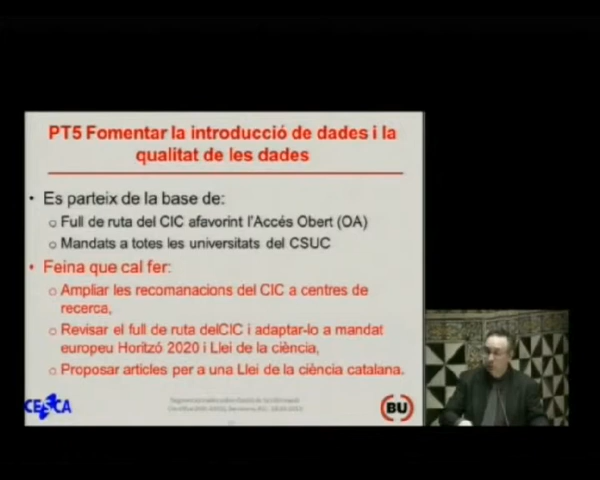 PT5 Fomentar la introducció de dades i la
qualitat de les dades
• Es parteix de la base de:
o Full de ruta del CIC afavorint l'Accés Obert (OA)
o Mandats a totes les universitats del CSUC
• Feina que cal fer:
o Ampliar les recomanacions del CIC a centres de
recerca,
o Revisar el full de ruta delCIC i adaptar-lo a mandat
europeu Horitzó 2020 i Llei de la ciència,
o Proposar articles per a una Llei de la ciència catalana.
CESCA
BU